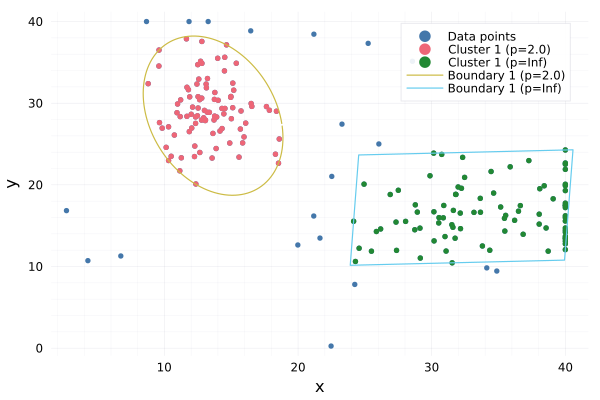 40
30
20
10
0
y
10
20
30
40
x
Data points
Cluster 1 (p=2.0)
Cluster 1 (p=Inf)
Boundary 1 (p=2.0)
Boundary 1 (p=Inf)